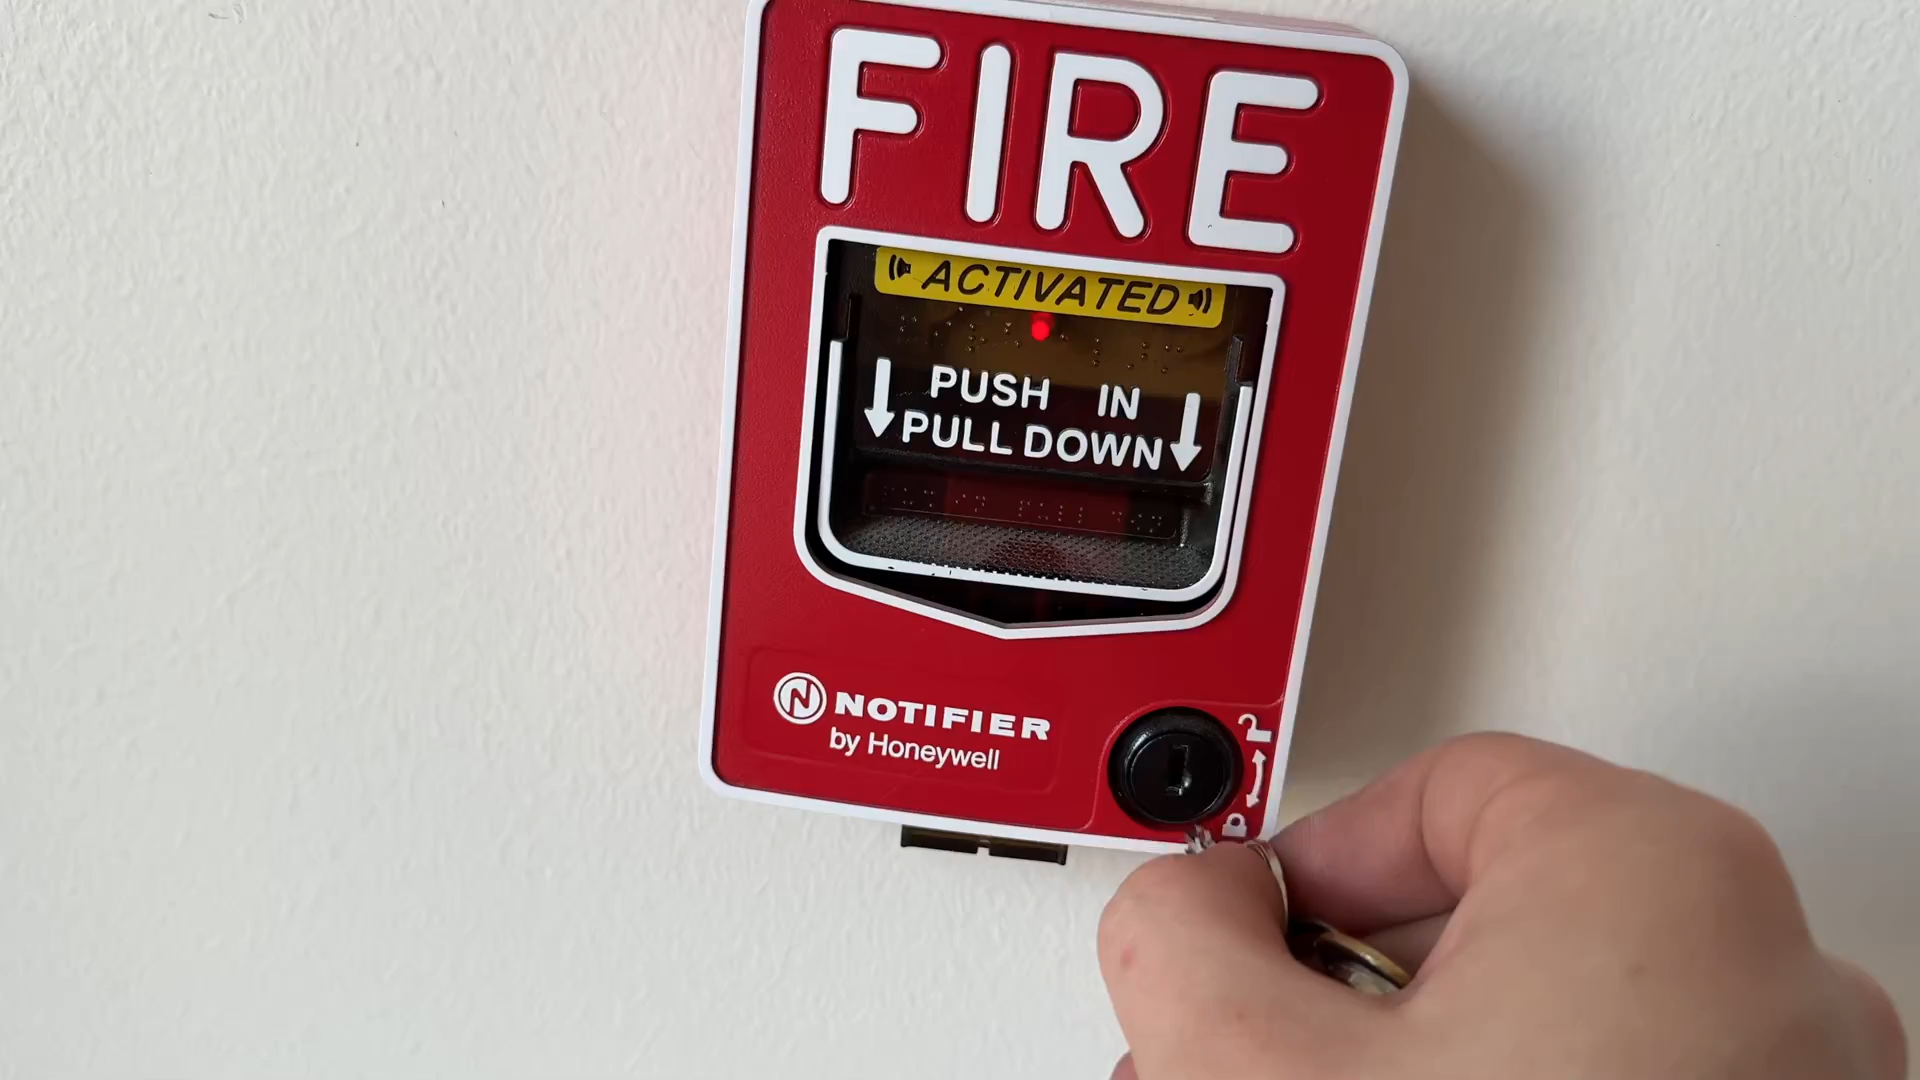 FIRE
ACTIVATED
PUSH IN
PULL DOWN
NOTIFIER
by Honeywell